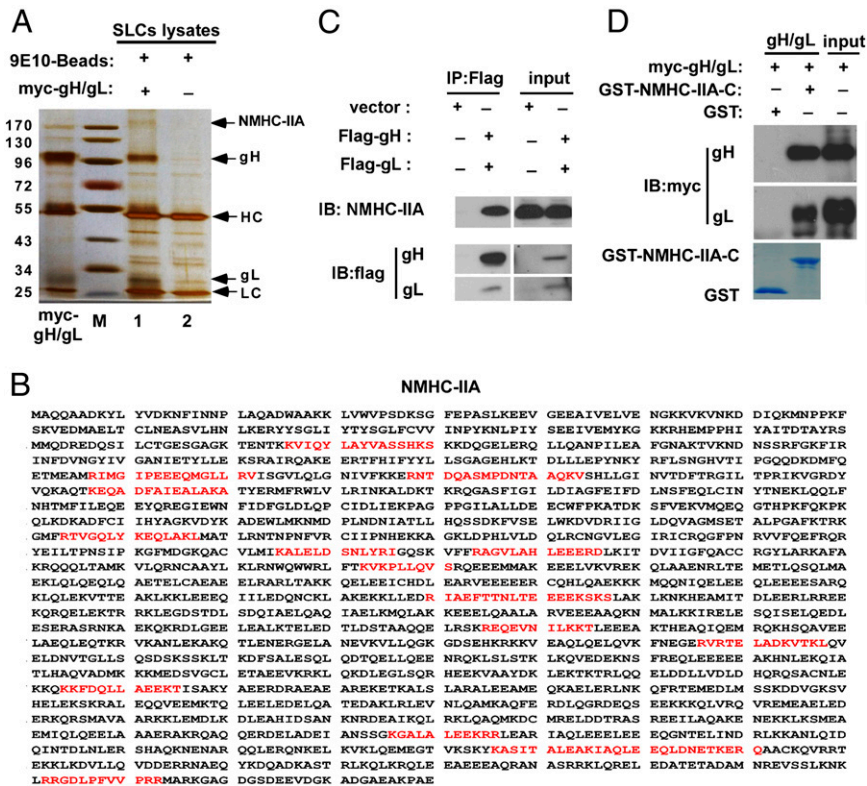 A
SLCs lysates
9E10-Beads: + +
myc-gH/gL: + –
170
130
96
72
55
43
34
25
NMHC-IIA
gH
HC
gL
LC
myc-gH/gL M 1 2
C
IP:Flag input
vector : + – + –
Flag-gH : – + – +
Flag-gL : – + – +
IB: NMHC-IIA
IB:flag
gH
gL
D
gH/gL input
myc-gH/gL: + + +
GST-NMHC-IIA-C: – + –
GST: + – –
IB:myc
gH
gL
GST-NMHC-IIA-C
GST
B
NMHC-IIA
MAQQAADKYL YVDKNFINNP LAQADWAAKK LVWVPSDKSG FEPASLKEEV GEEAIVELVE NGKKVKVNKD DIQKMNPPKF
SKVEDMAELT CLNEASVLHN LKERYYSGLI YTYSGLFCVV INPYKNLPIY SEEIVEMYKG KKRHEMPPHI YAITDTAYRS
MMQDREDQSI LCTGESGAGK TENTKKVIQY LAYVASSHKS KKDQGELERQ LLQANPILEA FGNAKTVKND NSSRFGKFIR
INFDVNGYIV GANIETYLLE KSRAIRQAKE ERTFHIFYYL LSGAGEHLKT DLLLEPYNKY RFLSNGHVTI PGQQDKDMFQ
ETMEAMRIMG IPEEEQMGLL RVISGVLQLG NIVFKKERNT DQASMPDNTA AQKVSHLLGI NVTDFTRGIL TPRIKVGRDY
VQKAQTKEQA DFAIEALAKA TYERMFRWLV LRINKALDKT KRQGASFIGI LDIAGFEIFD LNSFEQLCIN YTNEKLQQLF
NHTMFILEQE EYQREGIEWN FIDFGLDLQP CIDLIEKPAG PPGILALLDE ECWFPKATDK SFVEKVMQEQ GTHPKFQKPK
QLKDKADFCI IHYAGKVDYK ADEWLMKNMD PLNDNIATLL HQSSDKFVSE LWKDVDRIIG LDQVAGMSET ALPGAFKTRK
GMFRTVGQLY KEQLAKLMAT LRNTNPNFVR CIIPNHEKKA GKLDPHLVLD QLRCNGVLEG IRICRQGFPN RVVFQEFRQR
YEILTPNSIP KGFMDGKQAC VLMIKALELD SNLYRIGQSK VFFRAGVLAH LEEERDLKIT DVIIGFQACC RGYLARKAFA
KRQQQLTAMK VLQRNCAAYL KLRNWQWWRL FTKVKPLLQV SRQEEEMMAK EEELVKVREK QLAAENRLTE METLQSQLMA
EKLQLQEQLQ AETELCAEAE ELRARLTAKK QELEEICHDL EARVEEEEER CQHLQAEKKK MQQNIQELEE QLEEEESARQ
KLQLEKVTTE AKLKKLEEEQ IILEDQNCKL AKEKKLLEDR IAEFTTNLTE EEEKSKSLAK LKNKHEAMIT DLEERLRREE
KQRQELEKTR RKLEGDSTDL SDQIAELQAQ IAELKMQLAK KEEELQAALA RVEEEAAQKN MALKKIRELE SQISELQEDL
ESERASRNKA EKQKRDLGEE LEALKTELED TLDSTAAQQE LRSKREQEVN ILKKTLEEEA KTHEAQIQEM RQKHSQAVEE
LAEQLEQTKR VKANLEKAKQ TLENERGELA NEVKVLLQGK GDSEHKRKKV EAQLQELQVK FNEGERVRTE LADKVTKLQV
ELDNVTGLLS QSDSKSSKLT KDFSALESQL QDTQELLQEE NRQKLSLSTK LKQVEDEKNS FREQLEEEEE AKHNLEKQIA
TLHAQVADMK KKMEDSVGCL ETAEEVKRKL QKDLEGLSQR HEEKVAAYDK LEKTKTRLQQ ELDDLLVDLD HQRQSACNLE
KKQKKFDQLL AEEKTISAKY AEERDRAEAE AREKETKALS LARALEEAME QKAELERLNK QFRTEMEDLM SSKDDVGKSV
HELEKSKRAL EQQVEEMKTQ LEELEDELQA TEDAKLRLEV NLQAMKAQFE RDLQGRDEQS EEKKKQLVRQ VREMEAELED
ERKQRSMAVA ARKKLEMDLK DLEAHIDSAN KNRDEAIKQL RKLQAQMKDC MRELDDTRAS REEILAQAKE NEKKLKSMEA
EMIQLQEELA AAERAKRQAQ QERDELADEI ANSSGKGALA LEEKRRLEAR IAQLEEELEE EQGNTELIND RLKKANLQID
QINTDLNLER SHAQKNENAR QQLERQNKEL KVKLQEMEGT VKSKYKASIT ALEAKIAQLE EQLDNETKER QAACKQVRRT
EKKLKDVLLQ VDDERRNAEQ YKDQADKAST RLKQLKRQLE EAEEEAQRAN ASRRKLQREL EDATETADAM NREVSSLKNK
LRRGDLPFVV PRRMARKGAG DGSDEEVDGK ADGAEAKPAE